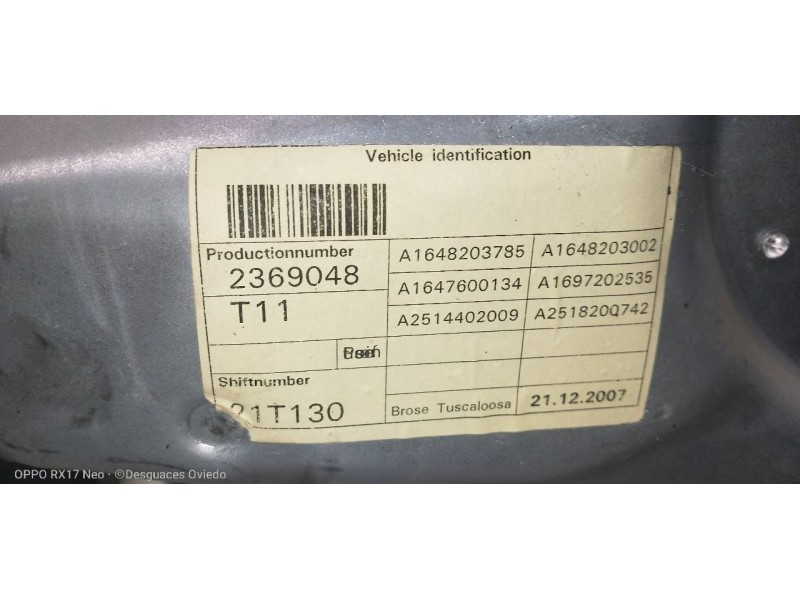 Vehicle identification
Productionnumber
2369048
A1648203785 A1648203002
T11
A1647600134 A1697202535
A2514402009 A2518200742
Shiftnumber
21T130
Brose Tuscaloosa 21.12.2007
OPPO RX17 Neo · ©Desguaces Oviedo